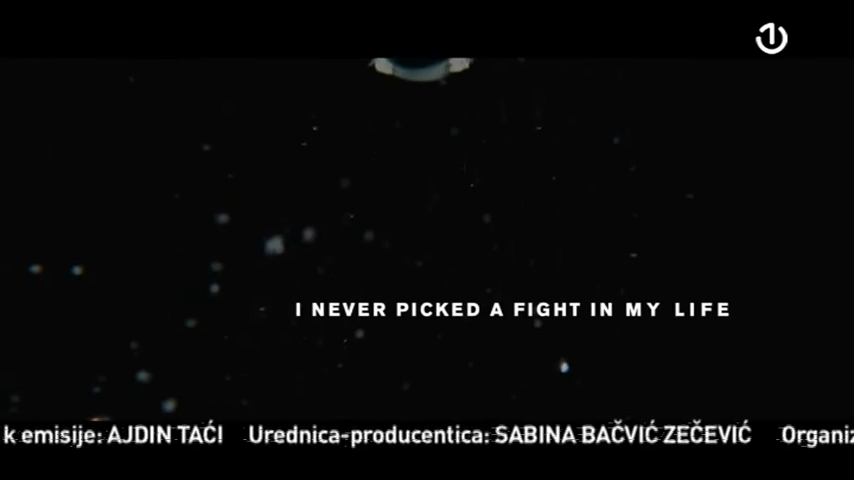 I NEVER PICKED A FIGHT IN MY LIFE
k emisije: AJDIN TAĆI Urednica-producentica: SABINA BAČVIĆ ZEČEVIĆ Organiz